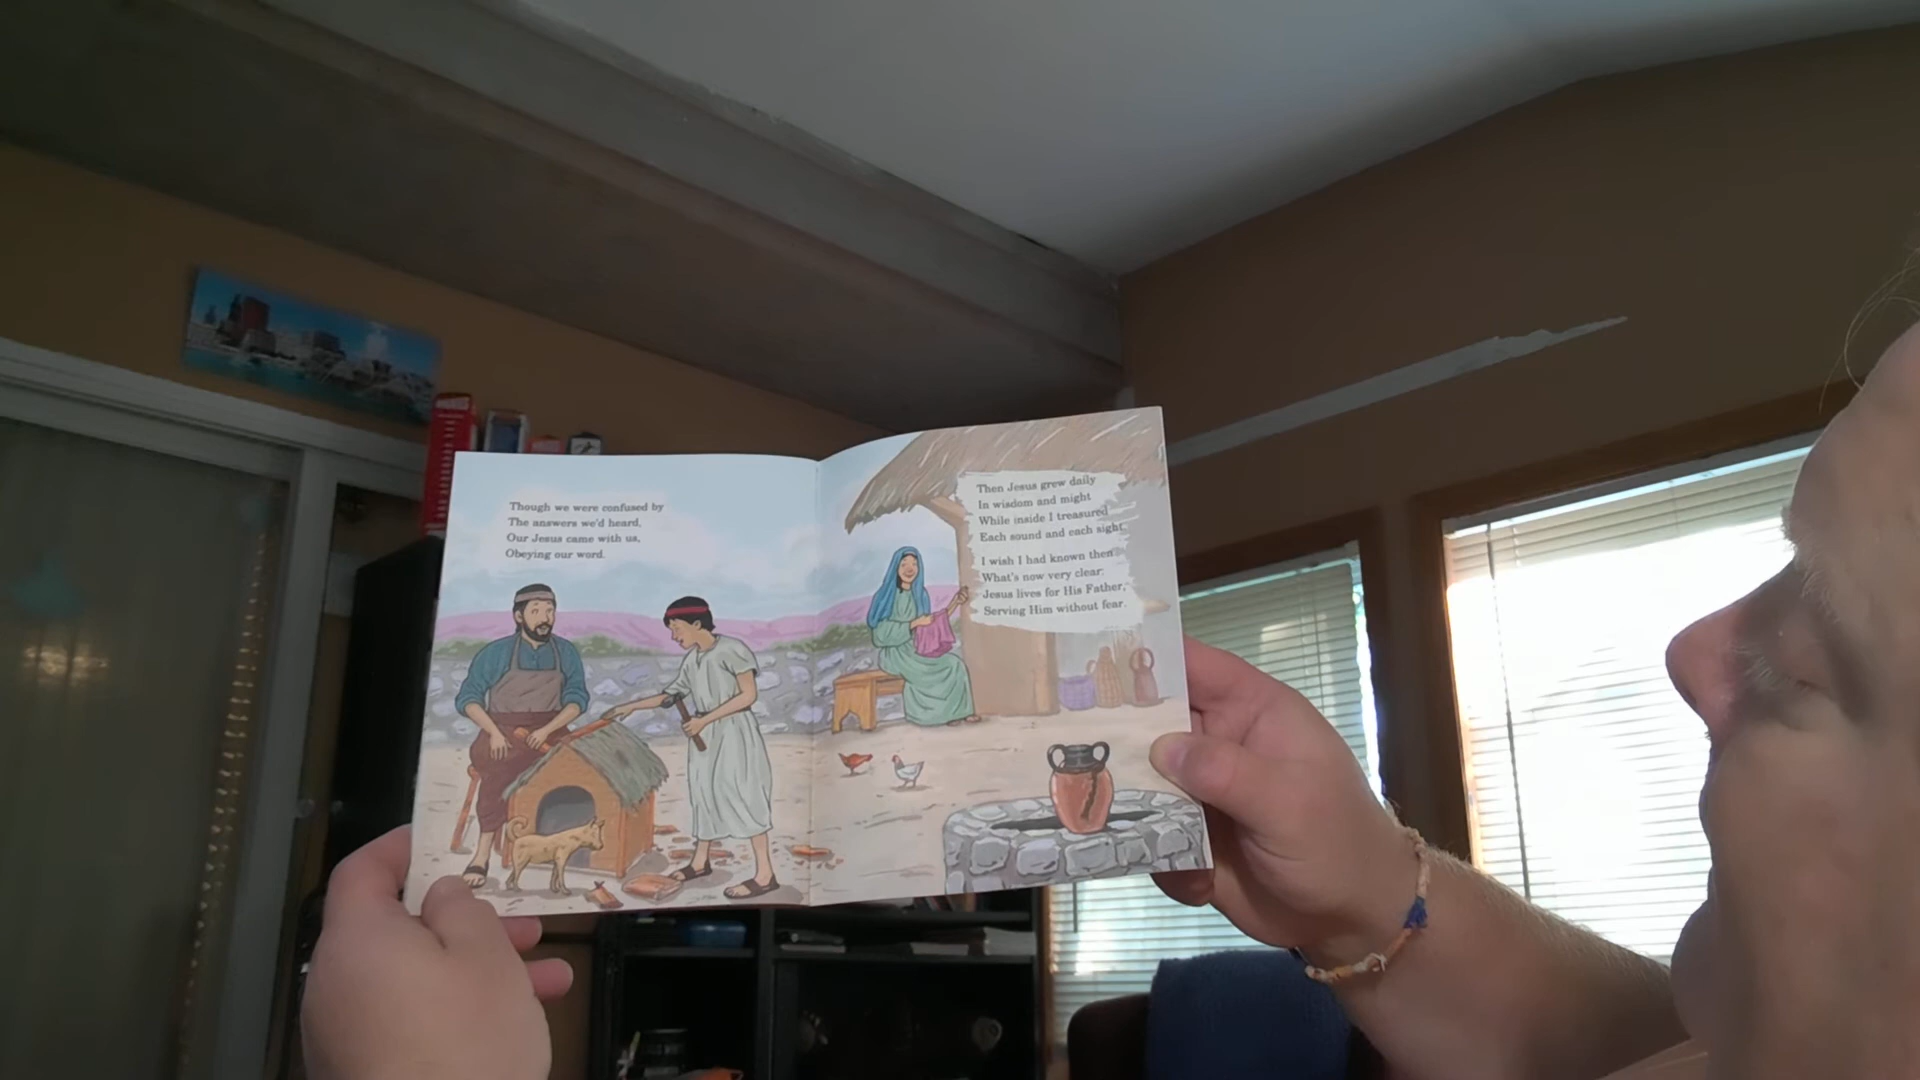 Though we were confused by
The answers we'd heard,
Our Jesus came with us,
Obeying our word.
Then Jesus grew daily
In wisdom and might
While inside I treasured
Each sound and each sight.
I wish I had known then
What's now very clear:
Jesus lives for His Father,
Serving Him without fear.